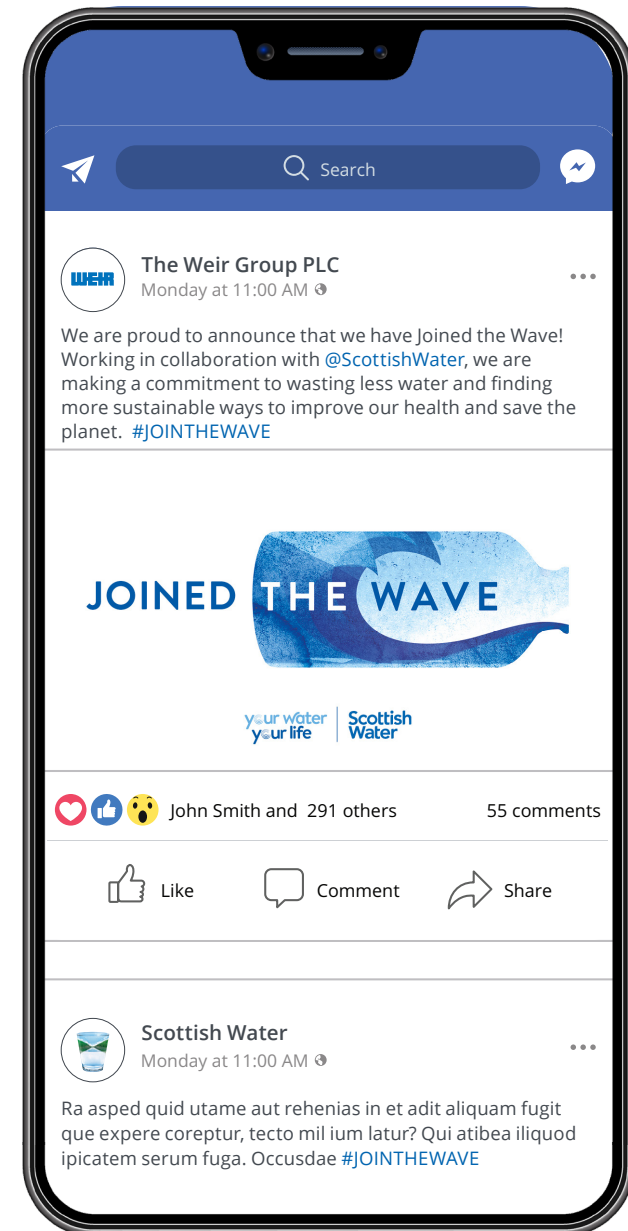 Search
WEIR
The Weir Group PLC
Monday at 11:00 AM
We are proud to announce that we have Joined the Wave!
Working in collaboration with @ScottishWater, we are
making a commitment to wasting less water and finding
more sustainable ways to improve our health and save the
planet. #JOINTHEWAVE
JOINED THE WAVE
your water
your life
Scottish
Water
John Smith and 291 others
55 comments
Like
Comment
Share
Scottish Water
Monday at 11:00 AM
Ra asped quid utame aut rehenias in et adit aliquam fugit
que expere coreptur, tecto mil ium latur? Qui atibea iliquod
ipicatem serum fuga. Occusdae #JOINTHEWAVE